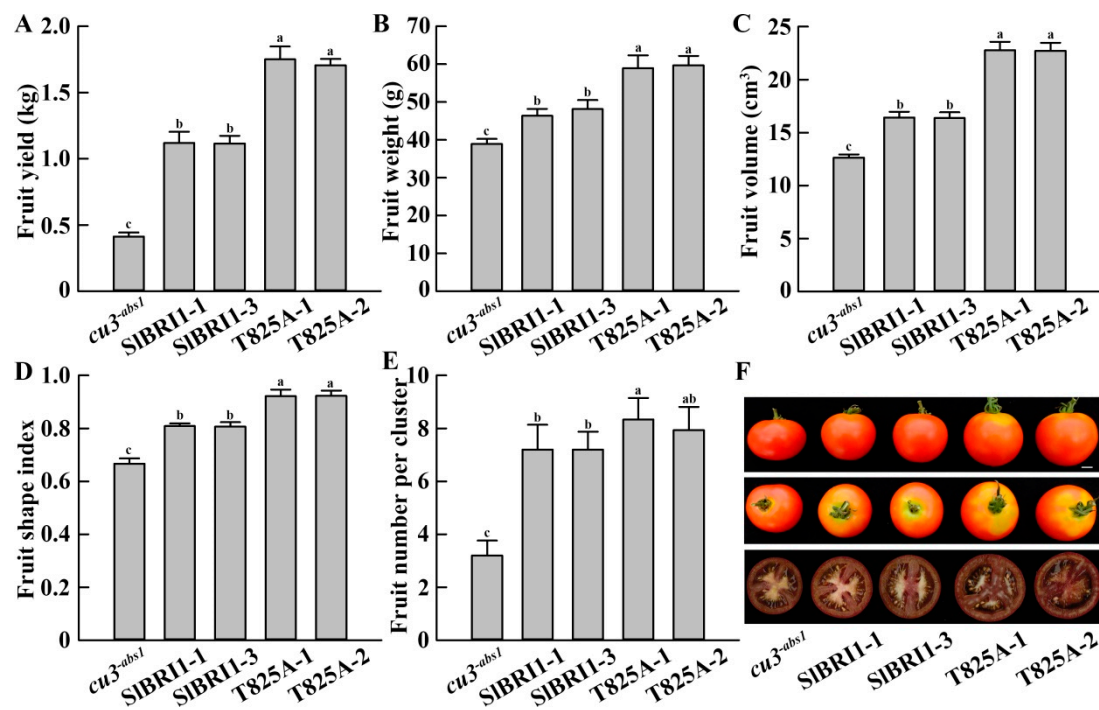 A
Fruit yield (kg)
2.0
1.5
1.0
0.5
0
c
b
b
a
a
cu3-abs1
SlBRI1-1
SlBRI1-3
T825A-1
T825A-2
B
Fruit weight (g)
70
60
50
40
30
20
10
0
c
b
b
a
a
cu3-abs1
SlBRI1-1
SlBRI1-3
T825A-1
T825A-2
C
Fruit volume (cm³)
25
20
15
10
5
0
c
b
b
a
a
cu3-abs1
SlBRI1-1
SlBRI1-3
T825A-1
T825A-2
D
Fruit shape index
1.0
0.8
0.6
0.4
0.2
0
c
b
b
a
a
cu3-abs1
SlBRI1-1
SlBRI1-3
T825A-1
T825A-2
E
Fruit number per cluster
10
8
6
4
2
0
c
b
b
a
ab
cu3-abs1
SlBRI1-1
SlBRI1-3
T825A-1
T825A-2
F
cu3-abs1
SlBRI1-1
SlBRI1-3
T825A-1
T825A-2